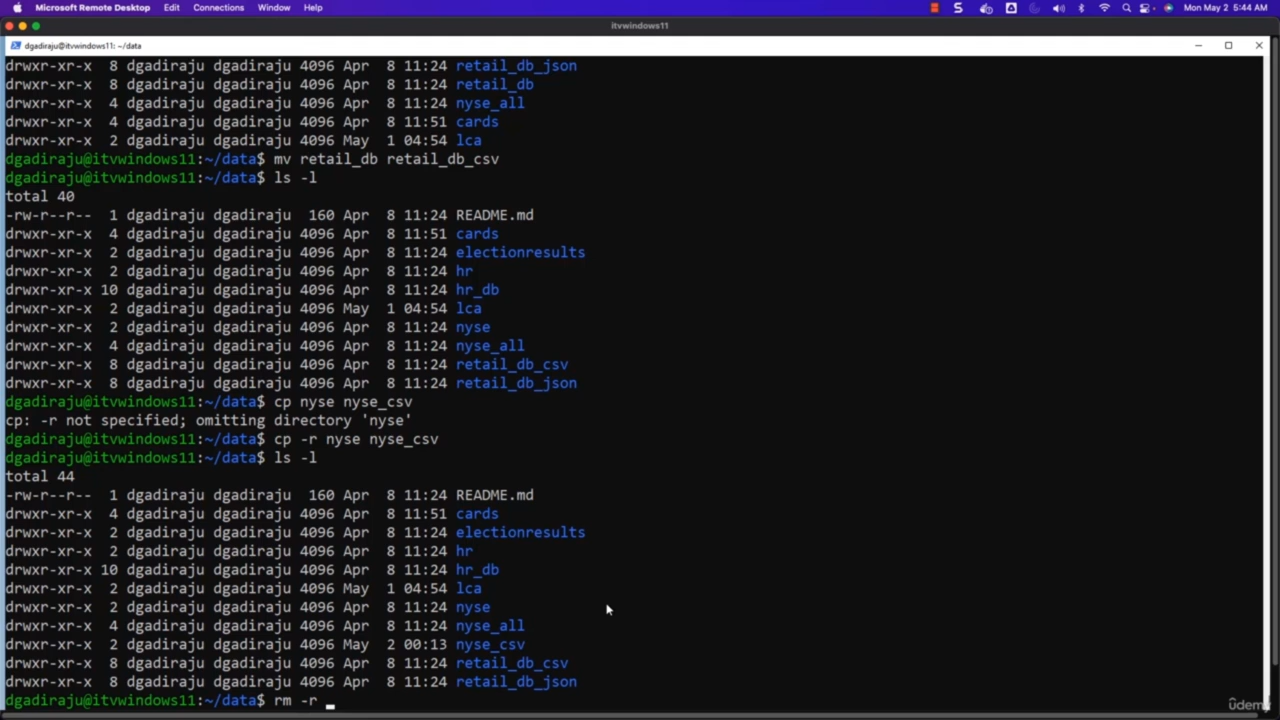 Microsoft Remote Desktop Edit Connections Window Help Mon May 2 5:44 AM
itvwindows11
dgadiraju@itvwindows11: ~/data
drwxr-xr-x 8 dgadiraju dgadiraju 4096 Apr 8 11:24 retail_db_json
drwxr-xr-x 8 dgadiraju dgadiraju 4096 Apr 8 11:24 retail_db
drwxr-xr-x 4 dgadiraju dgadiraju 4096 Apr 8 11:24 nyse_all
drwxr-xr-x 4 dgadiraju dgadiraju 4096 Apr 8 11:51 cards
drwxr-xr-x 2 dgadiraju dgadiraju 4096 May 1 04:54 lca
dgadiraju@itvwindows11:~/data$ mv retail_db retail_db_csv
dgadiraju@itvwindows11:~/data$ ls -l
total 40
-rw-r--r-- 1 dgadiraju dgadiraju 160 Apr 8 11:24 README.md
drwxr-xr-x 4 dgadiraju dgadiraju 4096 Apr 8 11:51 cards
drwxr-xr-x 2 dgadiraju dgadiraju 4096 Apr 8 11:24 electionresults
drwxr-xr-x 2 dgadiraju dgadiraju 4096 Apr 8 11:24 hr
drwxr-xr-x 10 dgadiraju dgadiraju 4096 Apr 8 11:24 hr_db
drwxr-xr-x 2 dgadiraju dgadiraju 4096 May 1 04:54 lca
drwxr-xr-x 2 dgadiraju dgadiraju 4096 Apr 8 11:24 nyse
drwxr-xr-x 4 dgadiraju dgadiraju 4096 Apr 8 11:24 nyse_all
drwxr-xr-x 8 dgadiraju dgadiraju 4096 Apr 8 11:24 retail_db_csv
drwxr-xr-x 8 dgadiraju dgadiraju 4096 Apr 8 11:24 retail_db_json
dgadiraju@itvwindows11:~/data$ cp nyse nyse_csv
cp: -r not specified; omitting directory 'nyse'
dgadiraju@itvwindows11:~/data$ cp -r nyse nyse_csv
dgadiraju@itvwindows11:~/data$ ls -l
total 44
-rw-r--r-- 1 dgadiraju dgadiraju 160 Apr 8 11:24 README.md
drwxr-xr-x 4 dgadiraju dgadiraju 4096 Apr 8 11:51 cards
drwxr-xr-x 2 dgadiraju dgadiraju 4096 Apr 8 11:24 electionresults
drwxr-xr-x 2 dgadiraju dgadiraju 4096 Apr 8 11:24 hr
drwxr-xr-x 10 dgadiraju dgadiraju 4096 Apr 8 11:24 hr_db
drwxr-xr-x 2 dgadiraju dgadiraju 4096 May 1 04:54 lca
drwxr-xr-x 2 dgadiraju dgadiraju 4096 Apr 8 11:24 nyse
drwxr-xr-x 4 dgadiraju dgadiraju 4096 Apr 8 11:24 nyse_all
drwxr-xr-x 2 dgadiraju dgadiraju 4096 May 2 00:13 nyse_csv
drwxr-xr-x 8 dgadiraju dgadiraju 4096 Apr 8 11:24 retail_db_csv
drwxr-xr-x 8 dgadiraju dgadiraju 4096 Apr 8 11:24 retail_db_json
dgadiraju@itvwindows11:~/data$ rm -r
ûdemy